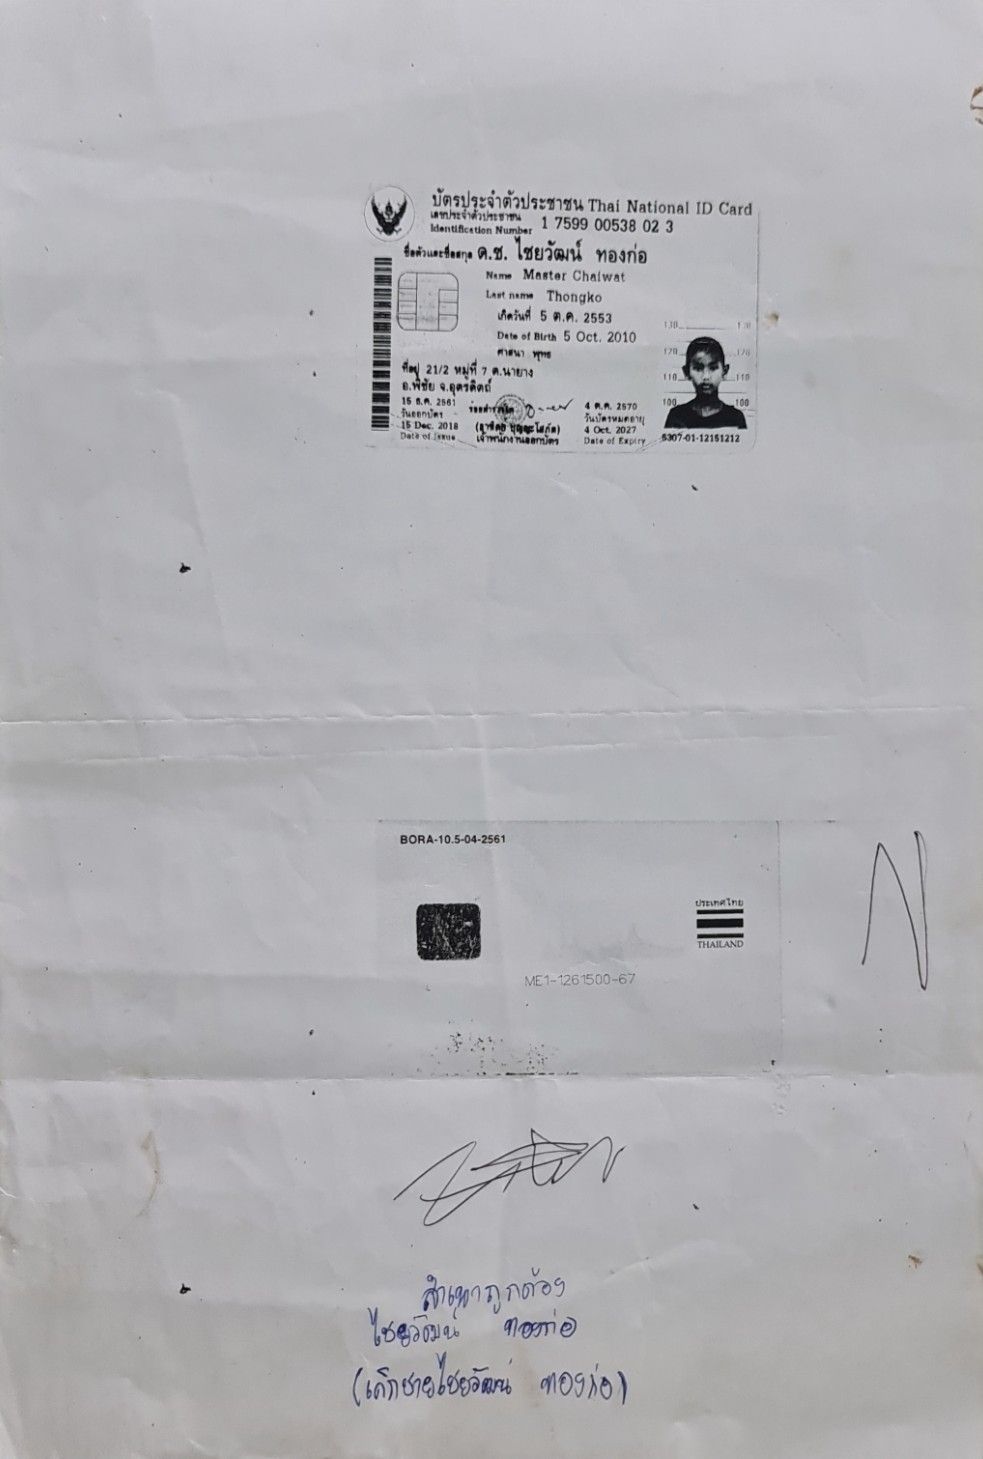 บัตรประจำตัวประชาชน Thai National ID Card
เลขประจำตัวประชาชน
Identification Number 1 7599 00538 02 3
ชื่อตัวและชื่อสกุล ด.ช. ไชยวัฒน์ ทองก่อ
Name Master Chaiwat
Last name Thongko
เกิดวันที่ 5 ต.ค. 2553
Date of Birth 5 Oct. 2010
ศาสนา พุทธ
ที่อยู่ 21/2 หมู่ที่ 7 ต.นายาง
อ.พิชัย จ.อุตรดิตถ์
15 ธ.ค. 2561
วันออกบัตร
15 Dec. 2018
Date of Issue
เจ้าพนักงานออกบัตร
4 ต.ค. 2570
วันบัตรหมดอายุ
4 Oct. 2027
Date of Expiry
130 130
120 120
110 110
100 100
5307-01-12151212
BORA-10.5-04-2561
ประเทศไทย
THAILAND
ME1-1261500-67
สำเนาถูกต้อง
ไชยวัฒน์ ทองก่อ
(เด็กชายไชยวัฒน์ ทองก่อ)